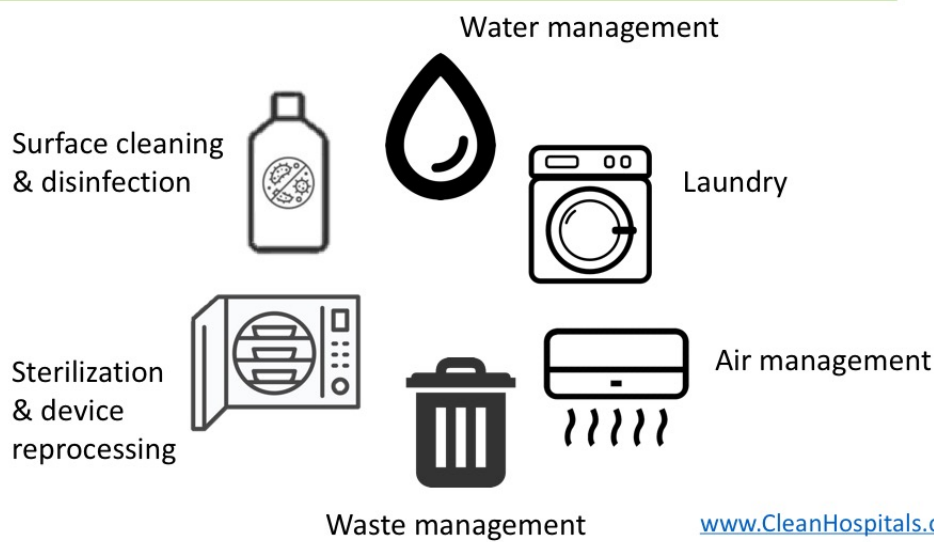 Water management
Surface cleaning
& disinfection
Laundry
Sterilization
& device
reprocessing
Air management
Waste management
www.CleanHospitals.c